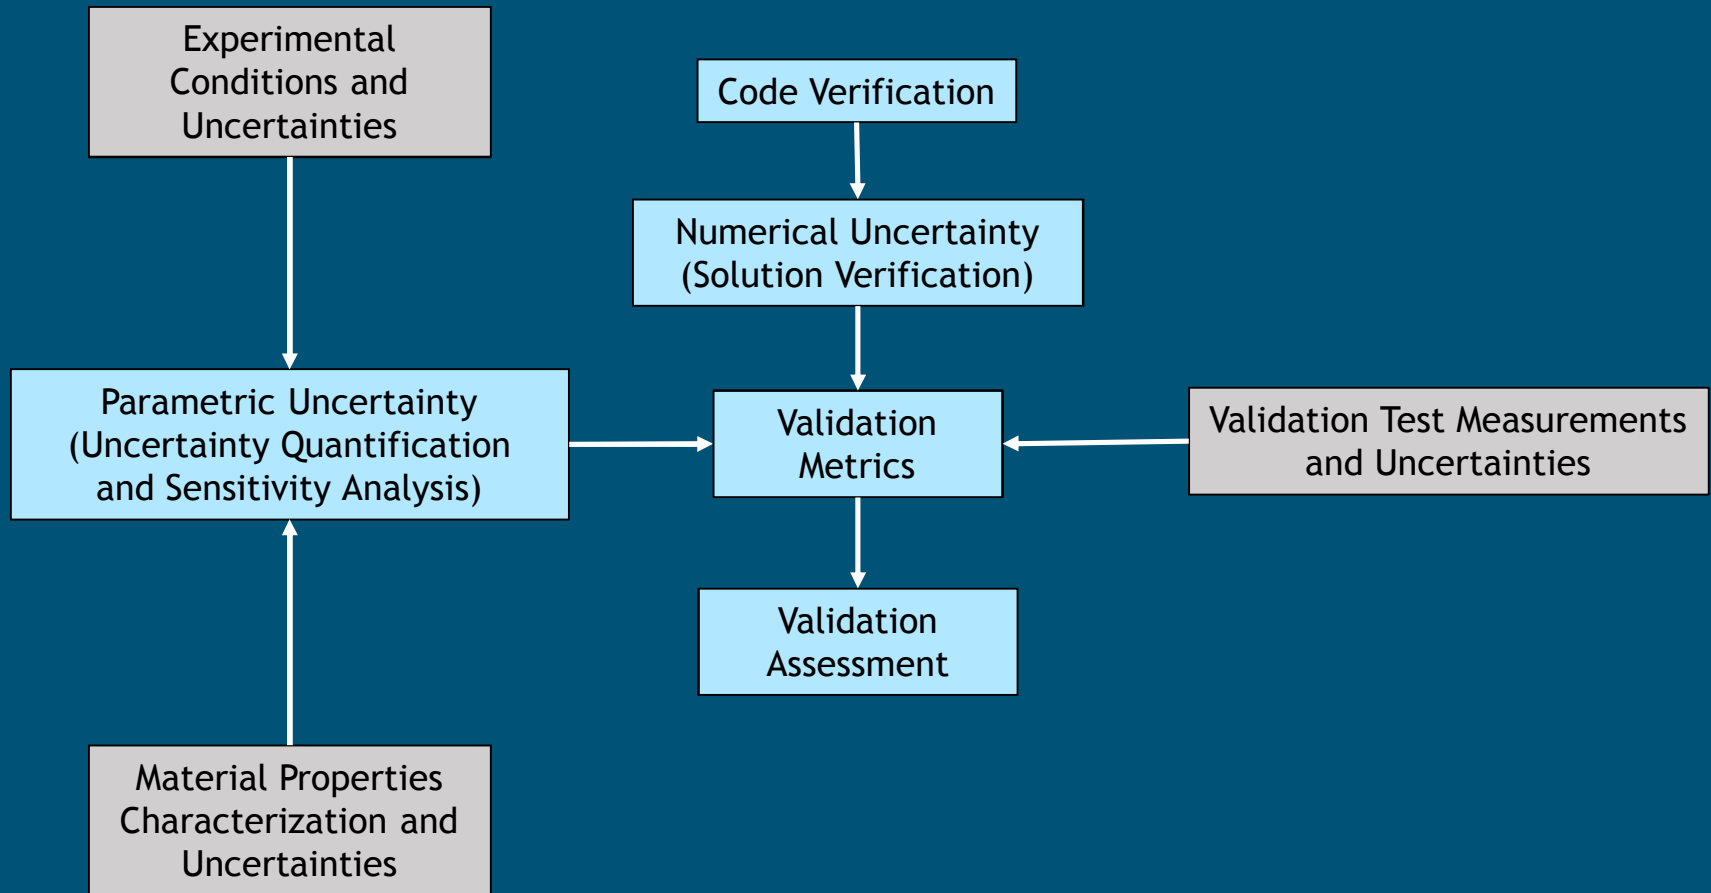 Experimental
Conditions and
Uncertainties
Code Verification
Numerical Uncertainty
(Solution Verification)
Parametric Uncertainty
(Uncertainty Quantification
and Sensitivity Analysis)
Validation
Metrics
Validation Test Measurements
and Uncertainties
Validation
Assessment
Material Properties
Characterization and
Uncertainties